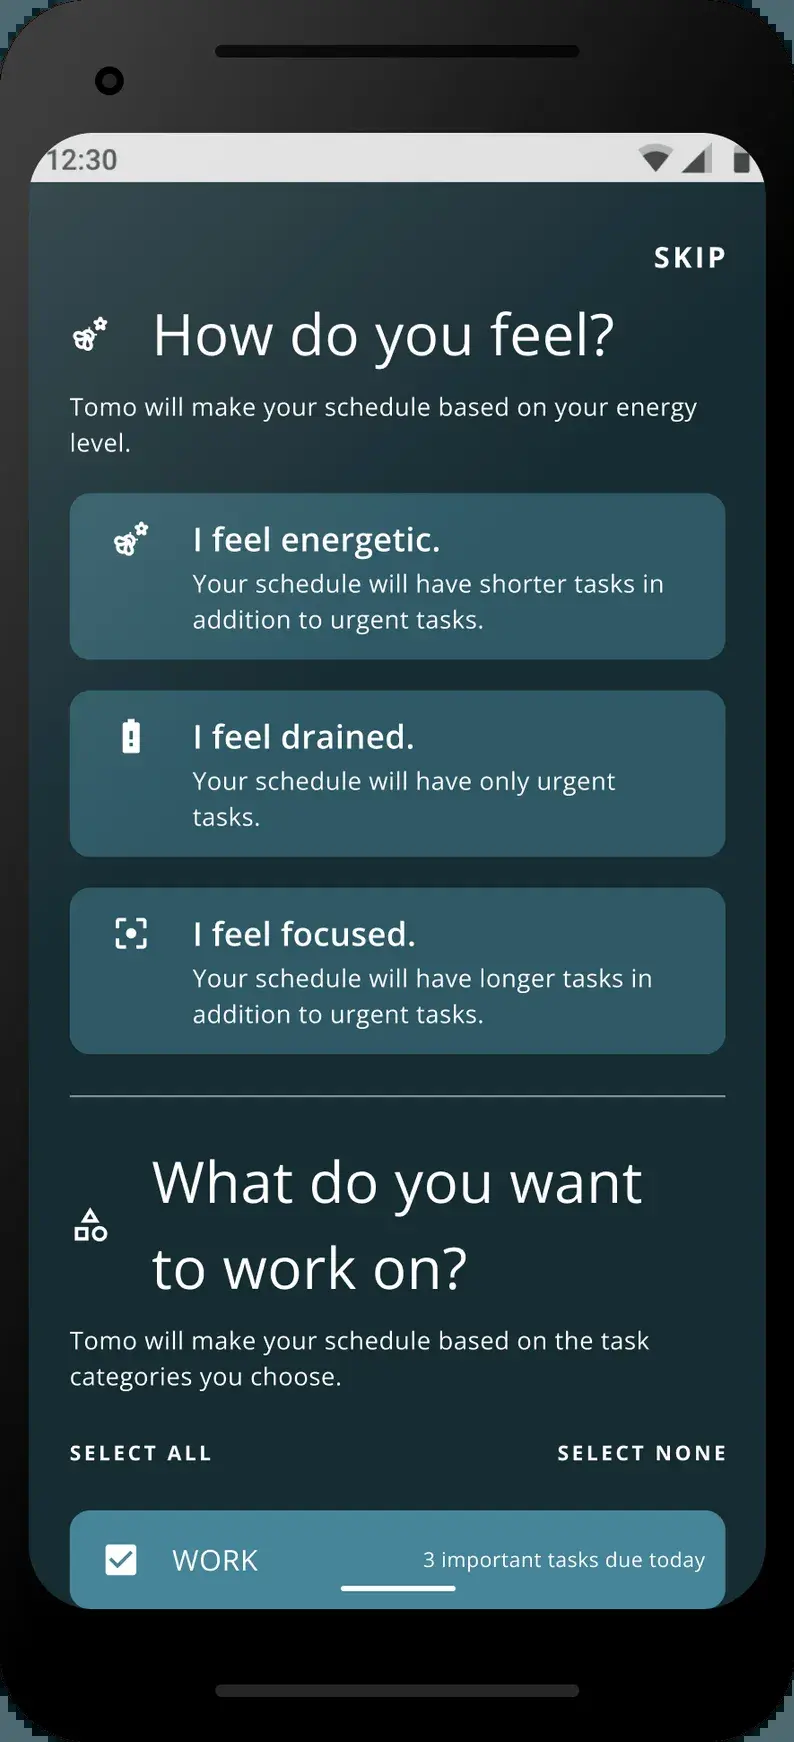 12:30
SKIP
How do you feel?
Tomo will make your schedule based on your energy
level.
I feel energetic.
Your schedule will have shorter tasks in
addition to urgent tasks.
I feel drained.
Your schedule will have only urgent
tasks.
I feel focused.
Your schedule will have longer tasks in
addition to urgent tasks.
What do you want
to work on?
Tomo will make your schedule based on the task
categories you choose.
SELECT ALL SELECT NONE
WORK 3 important tasks due today